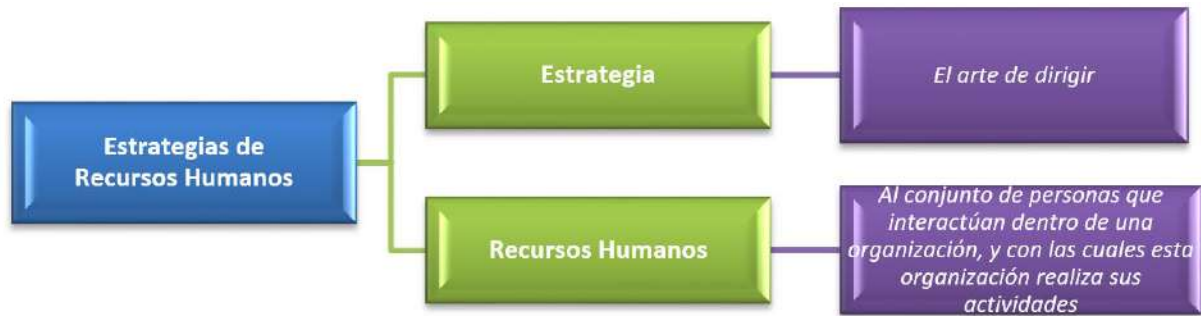 Estrategias de
Recursos Humanos
Estrategia
El arte de dirigir
Recursos Humanos
Al conjunto de personas que
interactúan dentro de una
organización, y con las cuales esta
organización realiza sus
actividades